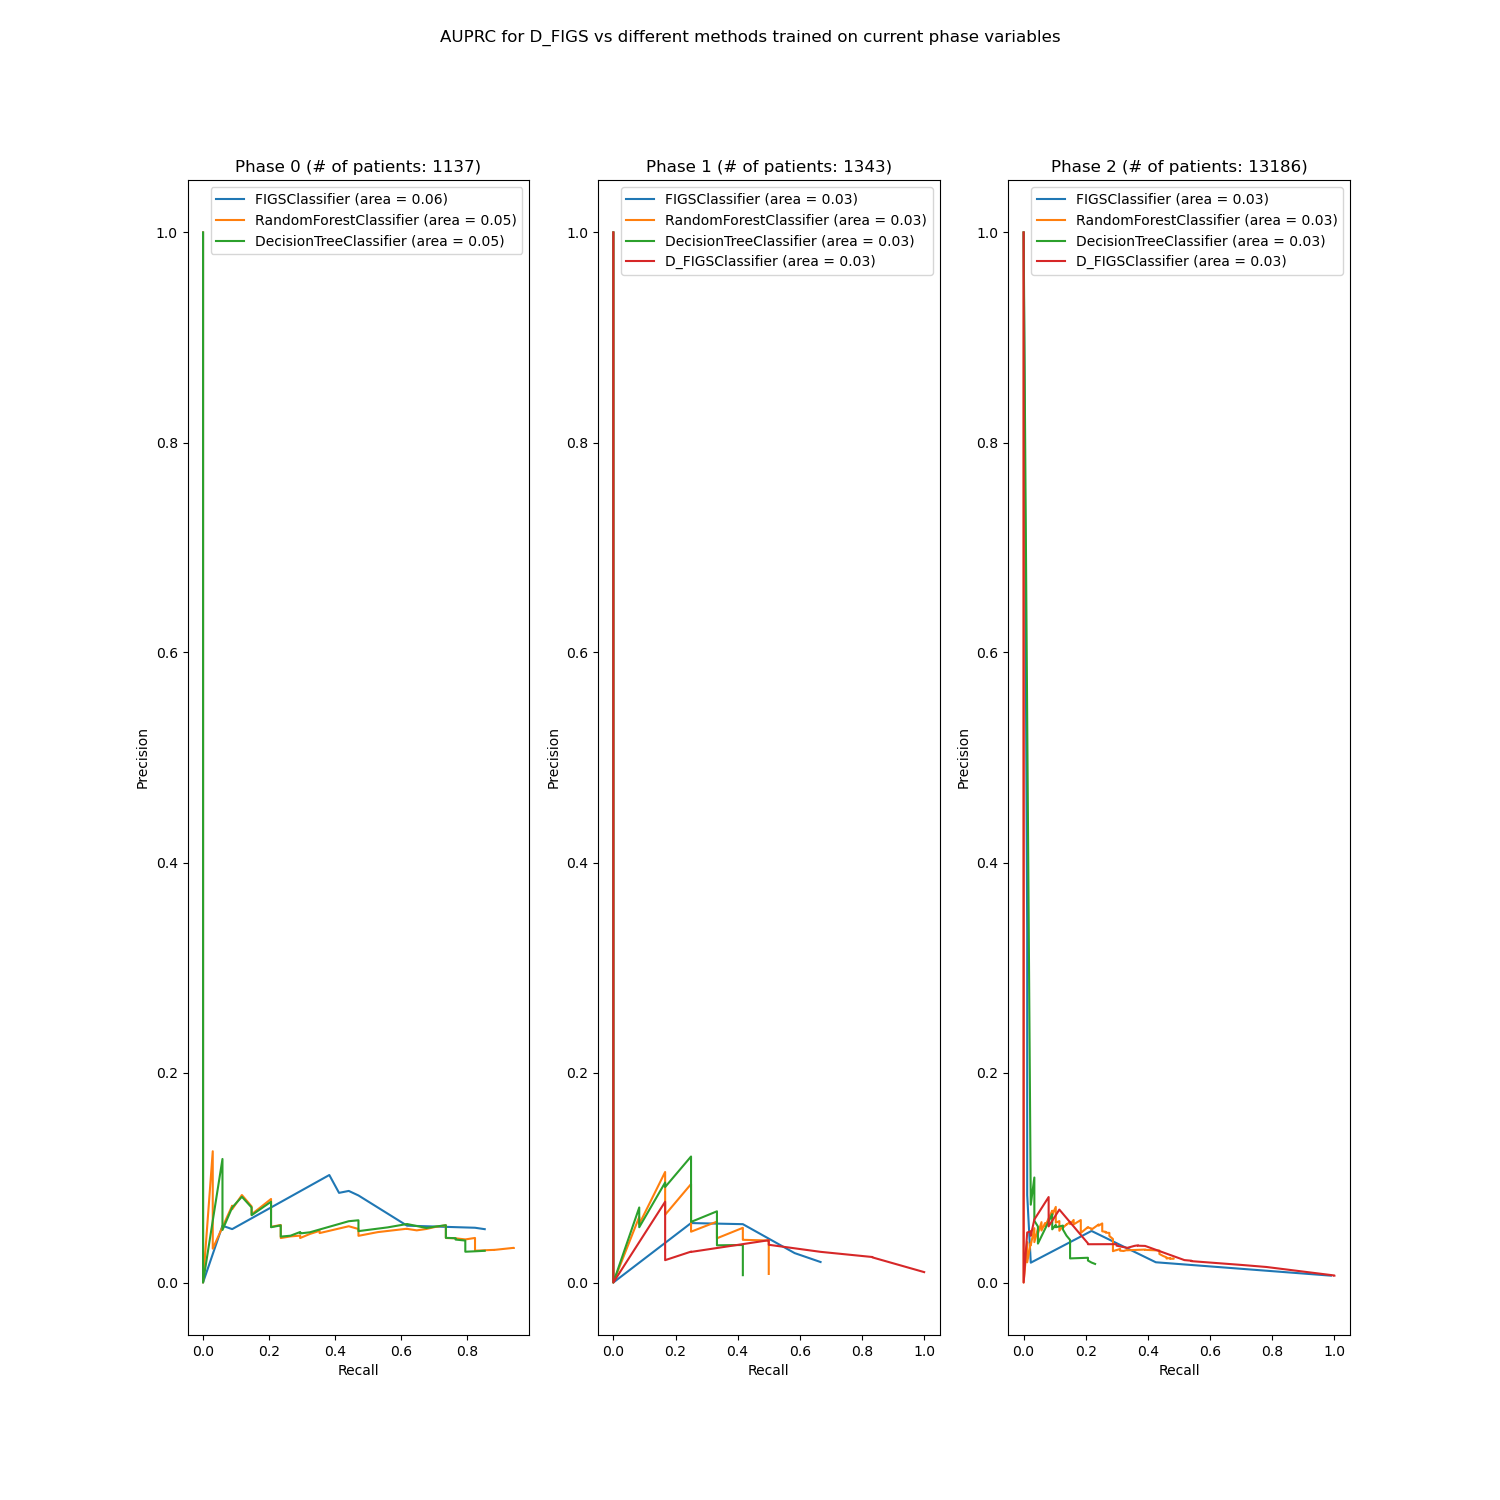 AUPRC for D_FIGS vs different methods trained on current phase variables
Phase 0 (# of patients: 1137)
FIGSClassifier (area = 0.06)
RandomForestClassifier (area = 0.05)
DecisionTreeClassifier (area = 0.05)
1.0
0.8
0.6
0.4
0.2
0.0
Precision
0.0 0.2 0.4 0.6 0.8
Recall
Phase 1 (# of patients: 1343)
FIGSClassifier (area = 0.03)
RandomForestClassifier (area = 0.03)
DecisionTreeClassifier (area = 0.03)
D_FIGSClassifier (area = 0.03)
1.0
0.8
0.6
0.4
0.2
0.0
Precision
0.0 0.2 0.4 0.6 0.8 1.0
Recall
Phase 2 (# of patients: 13186)
FIGSClassifier (area = 0.03)
RandomForestClassifier (area = 0.03)
DecisionTreeClassifier (area = 0.03)
D_FIGSClassifier (area = 0.03)
1.0
0.8
0.6
0.4
0.2
0.0
Precision
0.0 0.2 0.4 0.6 0.8 1.0
Recall